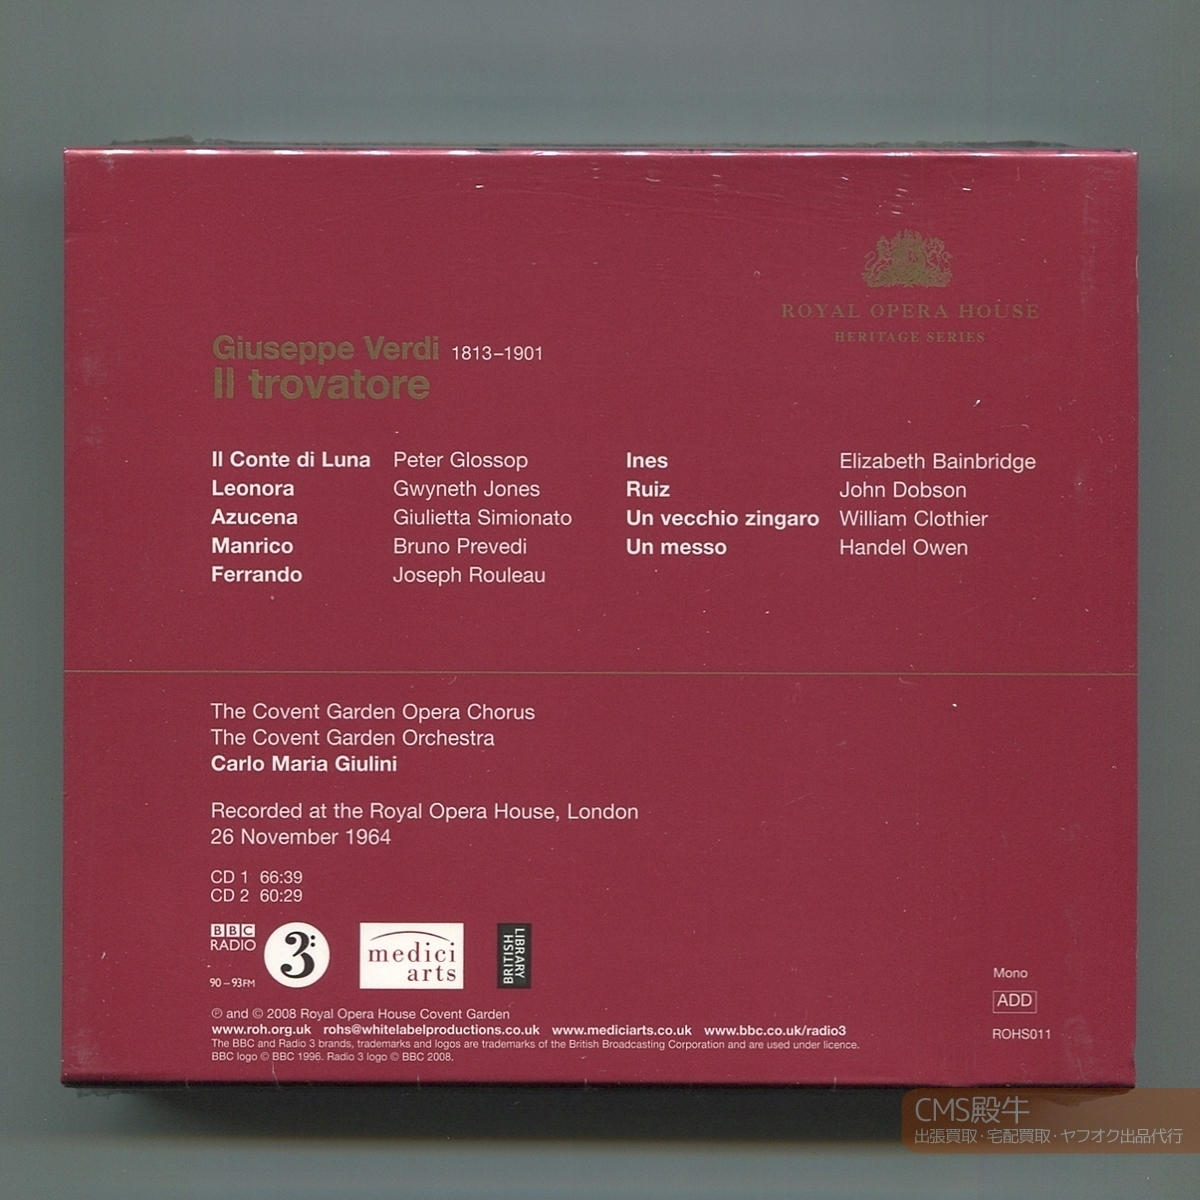 ROYAL OPERA HOUSE
HERITAGE SERIES
Giuseppe Verdi 1813–1901
Il trovatore
Il Conte di Luna Peter Glossop
Leonora Gwyneth Jones
Azucena Giulietta Simionato
Manrico Bruno Prevedi
Ferrando Joseph Rouleau
Ines Elizabeth Bainbridge
Ruiz John Dobson
Un vecchio zingaro William Clothier
Un messo Handel Owen
The Covent Garden Opera Chorus
The Covent Garden Orchestra
Carlo Maria Giulini
Recorded at the Royal Opera House, London
26 November 1964
CD 1 66:39
CD 2 60:29
BBC
RADIO
3
90 – 93FM
medici
arts
BRITISH
LIBRARY
Mono
ADD
ROHS011
℗ and © 2008 Royal Opera House Covent Garden
www.roh.org.uk rohs@whitelabelproductions.co.uk www.mediciarts.co.uk www.bbc.co.uk/radio3
The BBC and Radio 3 brands, trademarks and logos are trademarks of the British Broadcasting Corporation and are used under licence.
BBC logo © BBC 1996. Radio 3 logo © BBC 2008.
CMS殿牛
出張買取・宅配買取・ヤフオク出品代行